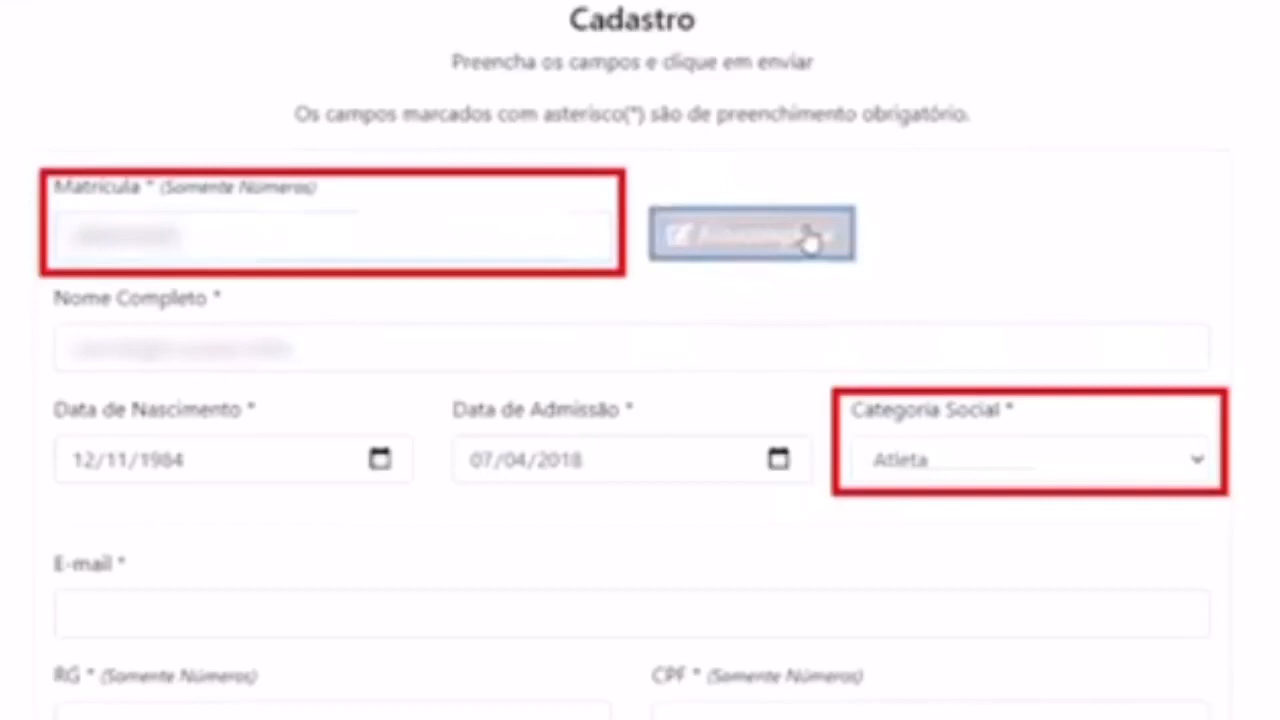 Cadastro
Preencha os campos e clique em enviar
Os campos marcados com asterisco(*) são de preenchimento obrigatório.
Matrícula * (Somente Números)
Nome Completo *
Data de Nascimento * Data de Admissão * Categoria Social *
12/11/1984 07/04/2018 Atleta
E-mail *
RG * (Somente Números) CPF * (Somente Números)